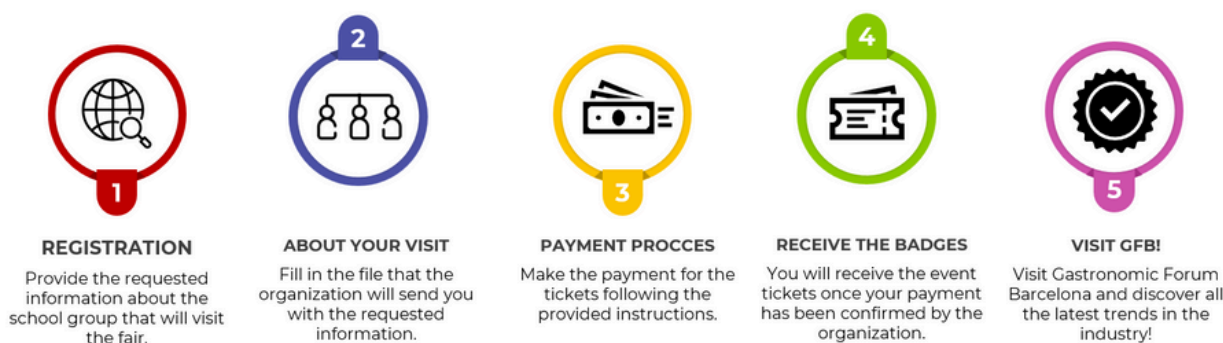 1
REGISTRATION
Provide the requested
information about the
school group that will visit
the fair.
2
ABOUT YOUR VISIT
Fill in the file that the
organization will send you
with the requested
information.
3
PAYMENT PROCCES
Make the payment for the
tickets following the
provided instructions.
4
RECEIVE THE BADGES
You will receive the event
tickets once your payment
has been confirmed by the
organization.
5
VISIT GFB!
Visit Gastronomic Forum
Barcelona and discover all
the latest trends in the
industry!